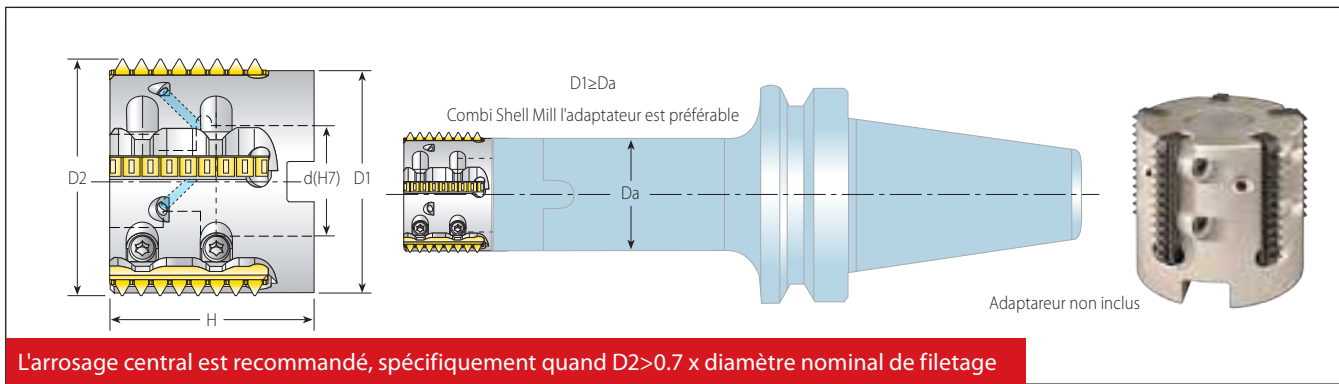 D1≥Da
Combi Shell Mill l'adaptateur est préférable
D2
d(H7)
D1
Da
H
Adaptareur non inclus
L'arrosage central est recommandé, spécifiquement quand D2>0.7 x diamètre nominal de filetage